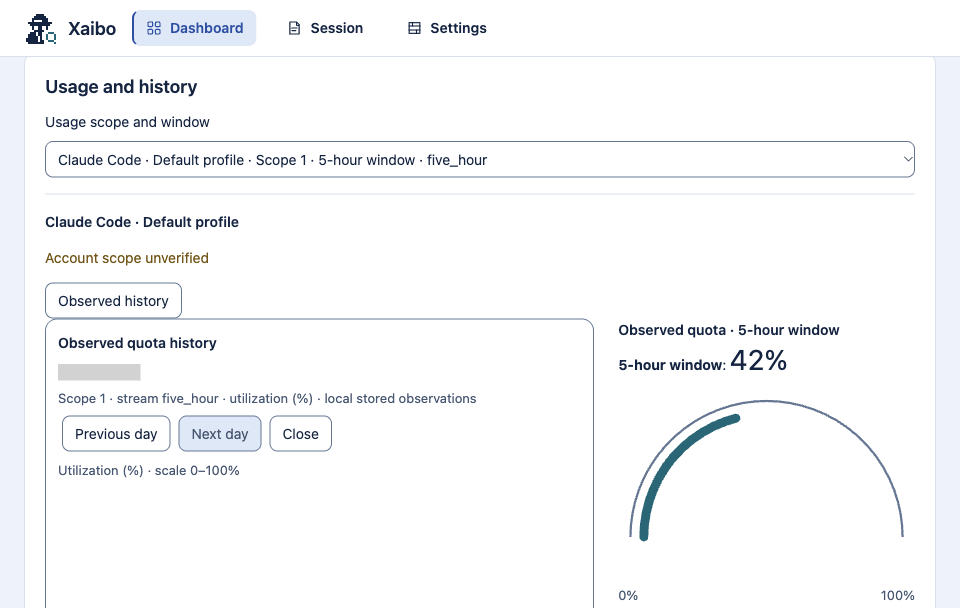 Xaibo
Dashboard
Session
Settings
Usage and history
Usage scope and window
Claude Code · Default profile · Scope 1 · 5-hour window · five_hour
Claude Code · Default profile
Account scope unverified
Observed history
Observed quota history
Scope 1 · stream five_hour · utilization (%) · local stored observations
Previous day
Next day
Close
Utilization (%) · scale 0–100%
Observed quota · 5-hour window
5-hour window: 42%
0%
100%